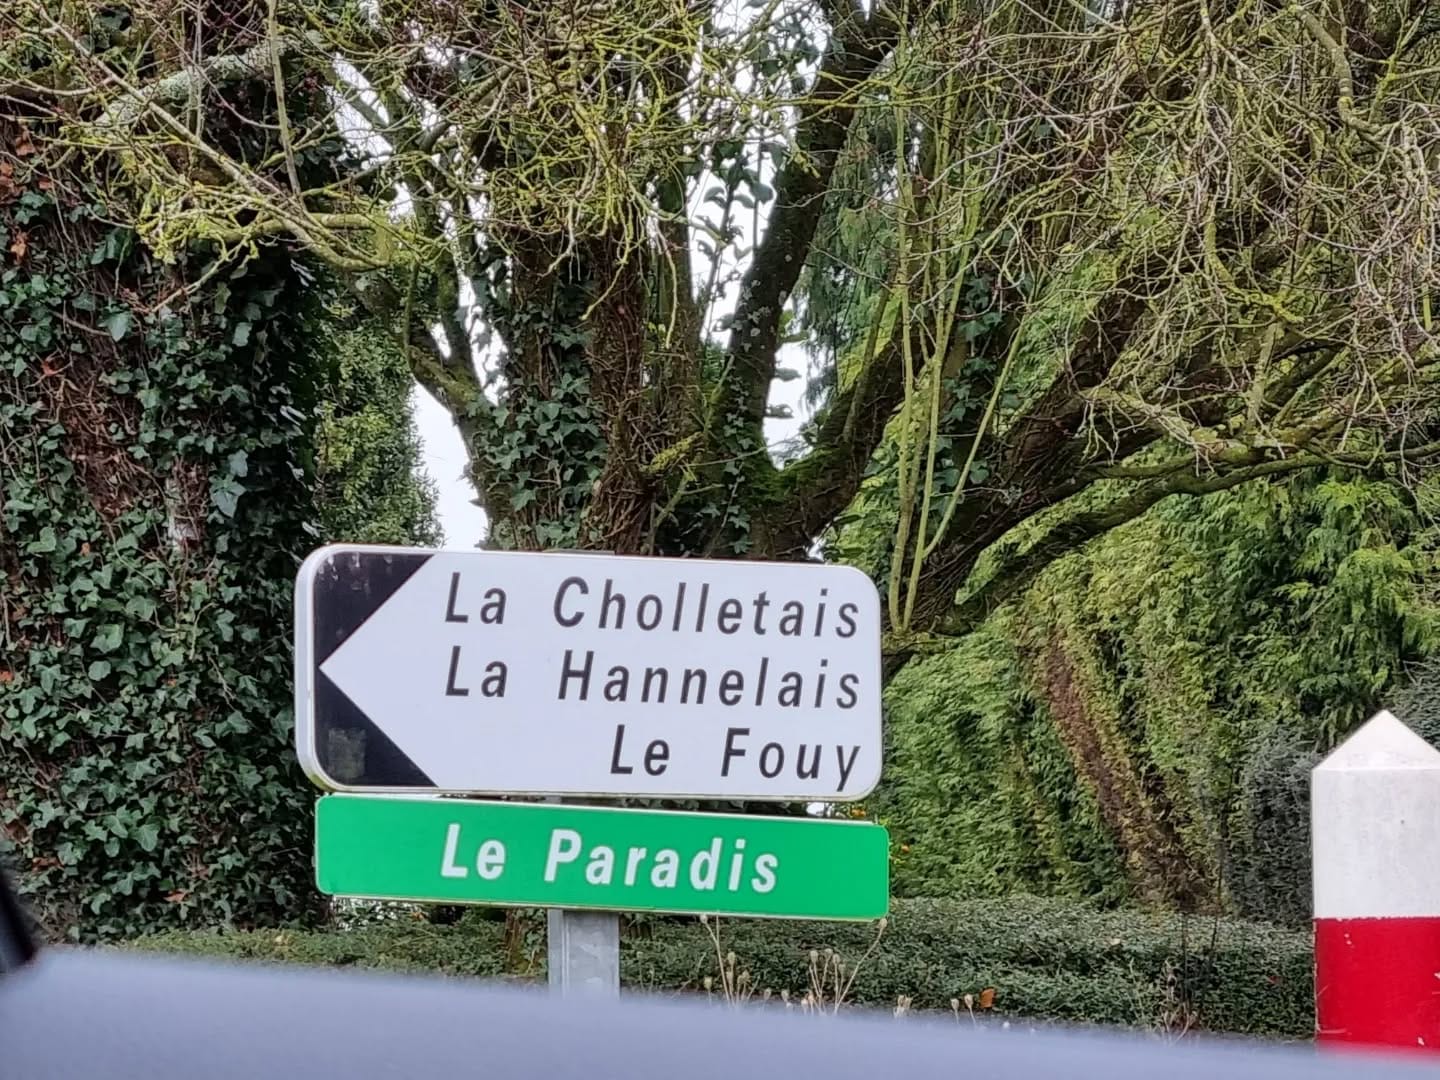 La Cholletais
La Hannelais
Le Fouy
Le Paradis